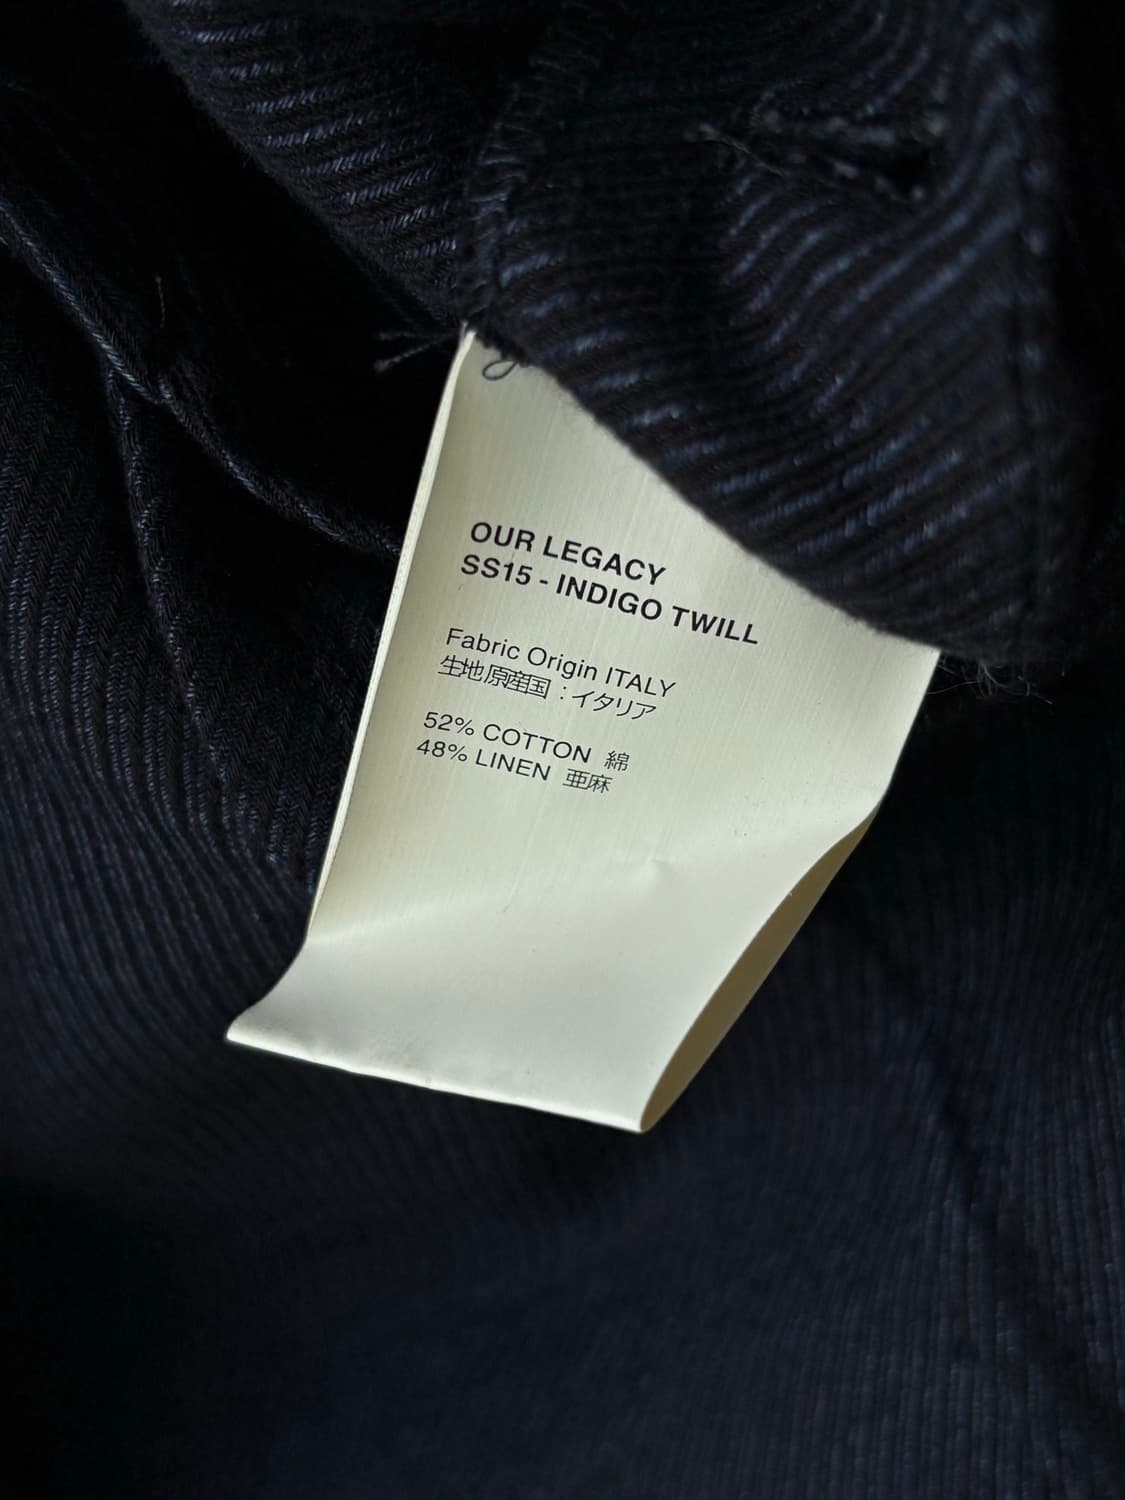 OUR LEGACY
SS15 - INDIGO TWILL
Fabric Origin ITALY
生地原産国：イタリア
52% COTTON 綿
48% LINEN 亜麻